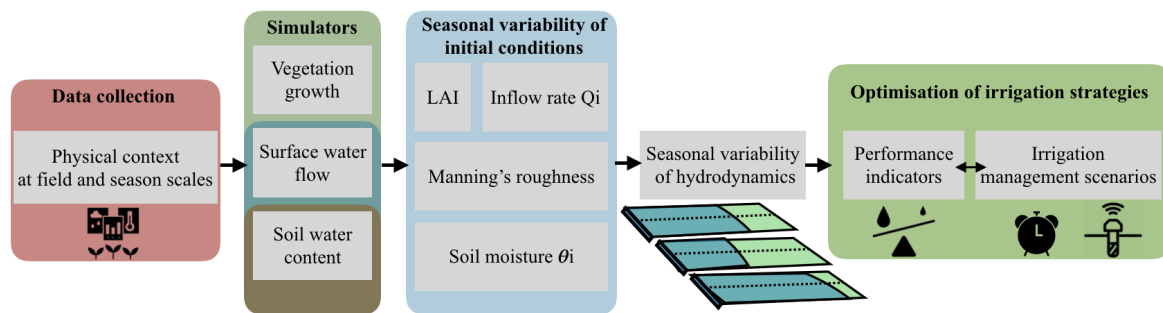 Data collection
Physical context
at field and season scales
Simulators
Vegetation
growth
Surface water
flow
Soil water
content
Seasonal variability of
initial conditions
LAI
Inflow rate Qi
Manning’s roughness
Soil moisture θi
Seasonal variability
of hydrodynamics
Optimisation of irrigation strategies
Performance
indicators
Irrigation
management scenarios